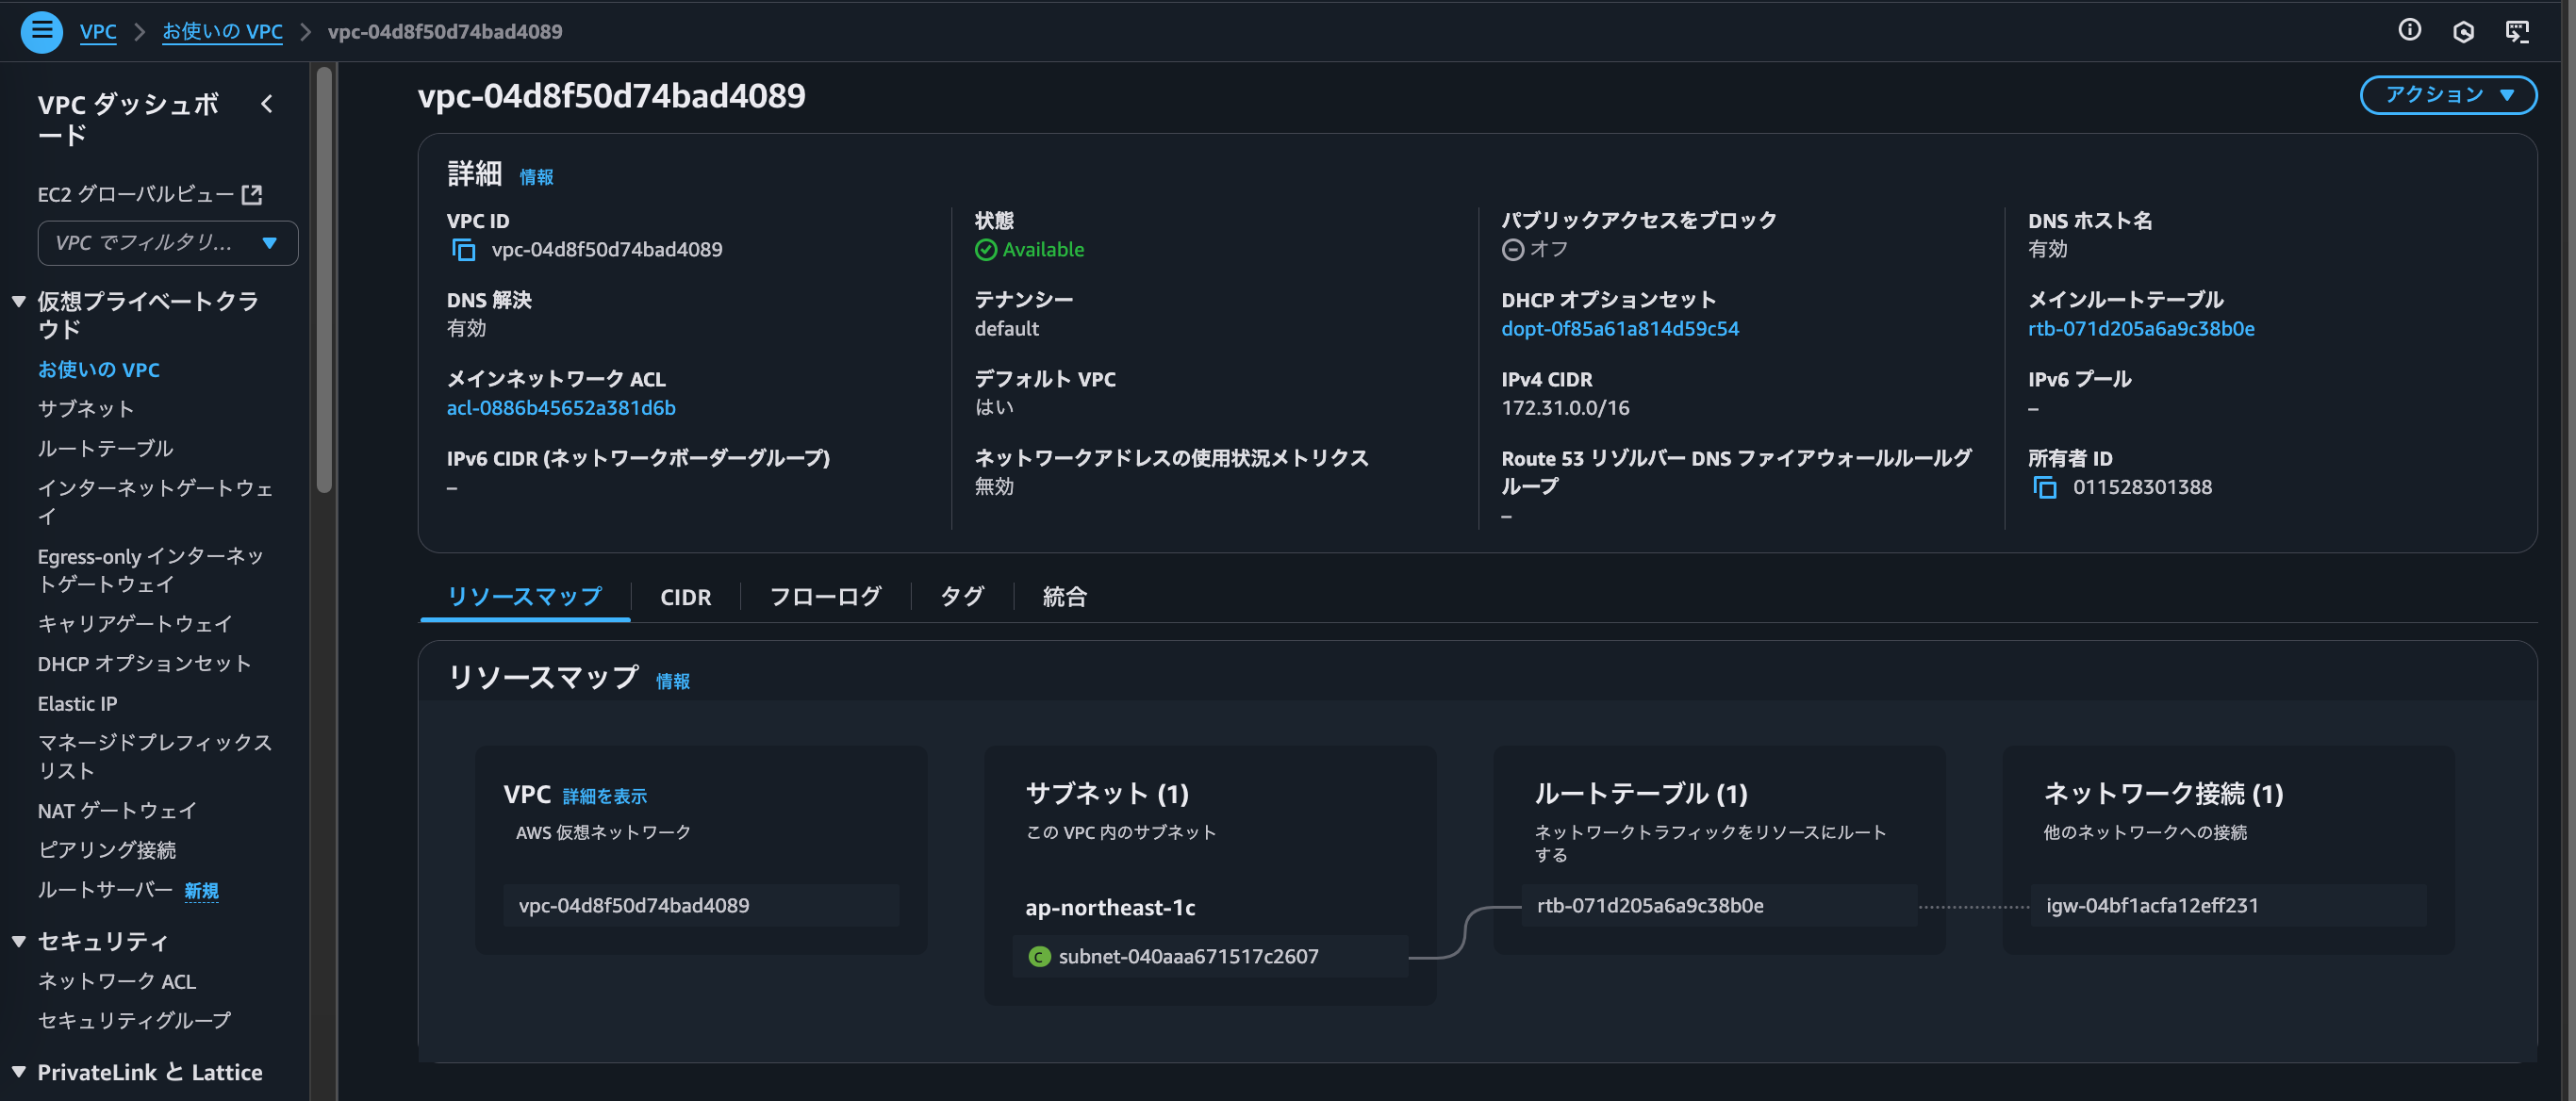 VPC
お使いの VPC
vpc-04d8f50d74bad4089
VPC ダッシュボ
ード
EC2 グローバルビュー
VPC でフィルタリ...
仮想プライベートクラ
ウド
お使いの VPC
サブネット
ルートテーブル
インターネットゲートウェ
イ
Egress-only インターネッ
トゲートウェイ
キャリアゲートウェイ
DHCP オプションセット
Elastic IP
マネージドプレフィックス
リスト
NAT ゲートウェイ
ピアリング接続
ルートサーバー 新規
セキュリティ
ネットワーク ACL
セキュリティグループ
PrivateLink と Lattice
vpc-04d8f50d74bad4089
アクション
詳細 情報
VPC ID
vpc-04d8f50d74bad4089
状態
Available
パブリックアクセスをブロック
オフ
DNS ホスト名
有効
DNS 解決
有効
テナンシー
default
DHCP オプションセット
dopt-0f85a61a814d59c54
メインルートテーブル
rtb-071d205a6a9c38b0e
メインネットワーク ACL
acl-0886b45652a381d6b
デフォルト VPC
はい
IPv4 CIDR
172.31.0.0/16
IPv6 プール
–
IPv6 CIDR (ネットワークボーダーグループ)
–
ネットワークアドレスの使用状況メトリクス
無効
Route 53 リゾルバー DNS ファイアウォールルールグ
ループ
–
所有者 ID
011528301388
リソースマップ
CIDR
フローログ
タグ
統合
リソースマップ 情報
VPC 詳細を表示
AWS 仮想ネットワーク
vpc-04d8f50d74bad4089
サブネット (1)
この VPC 内のサブネット
ap-northeast-1c
C subnet-040aaa671517c2607
ルートテーブル (1)
ネットワークトラフィックをリソースにルート
する
rtb-071d205a6a9c38b0e
ネットワーク接続 (1)
他のネットワークへの接続
igw-04bf1acfa12eff231